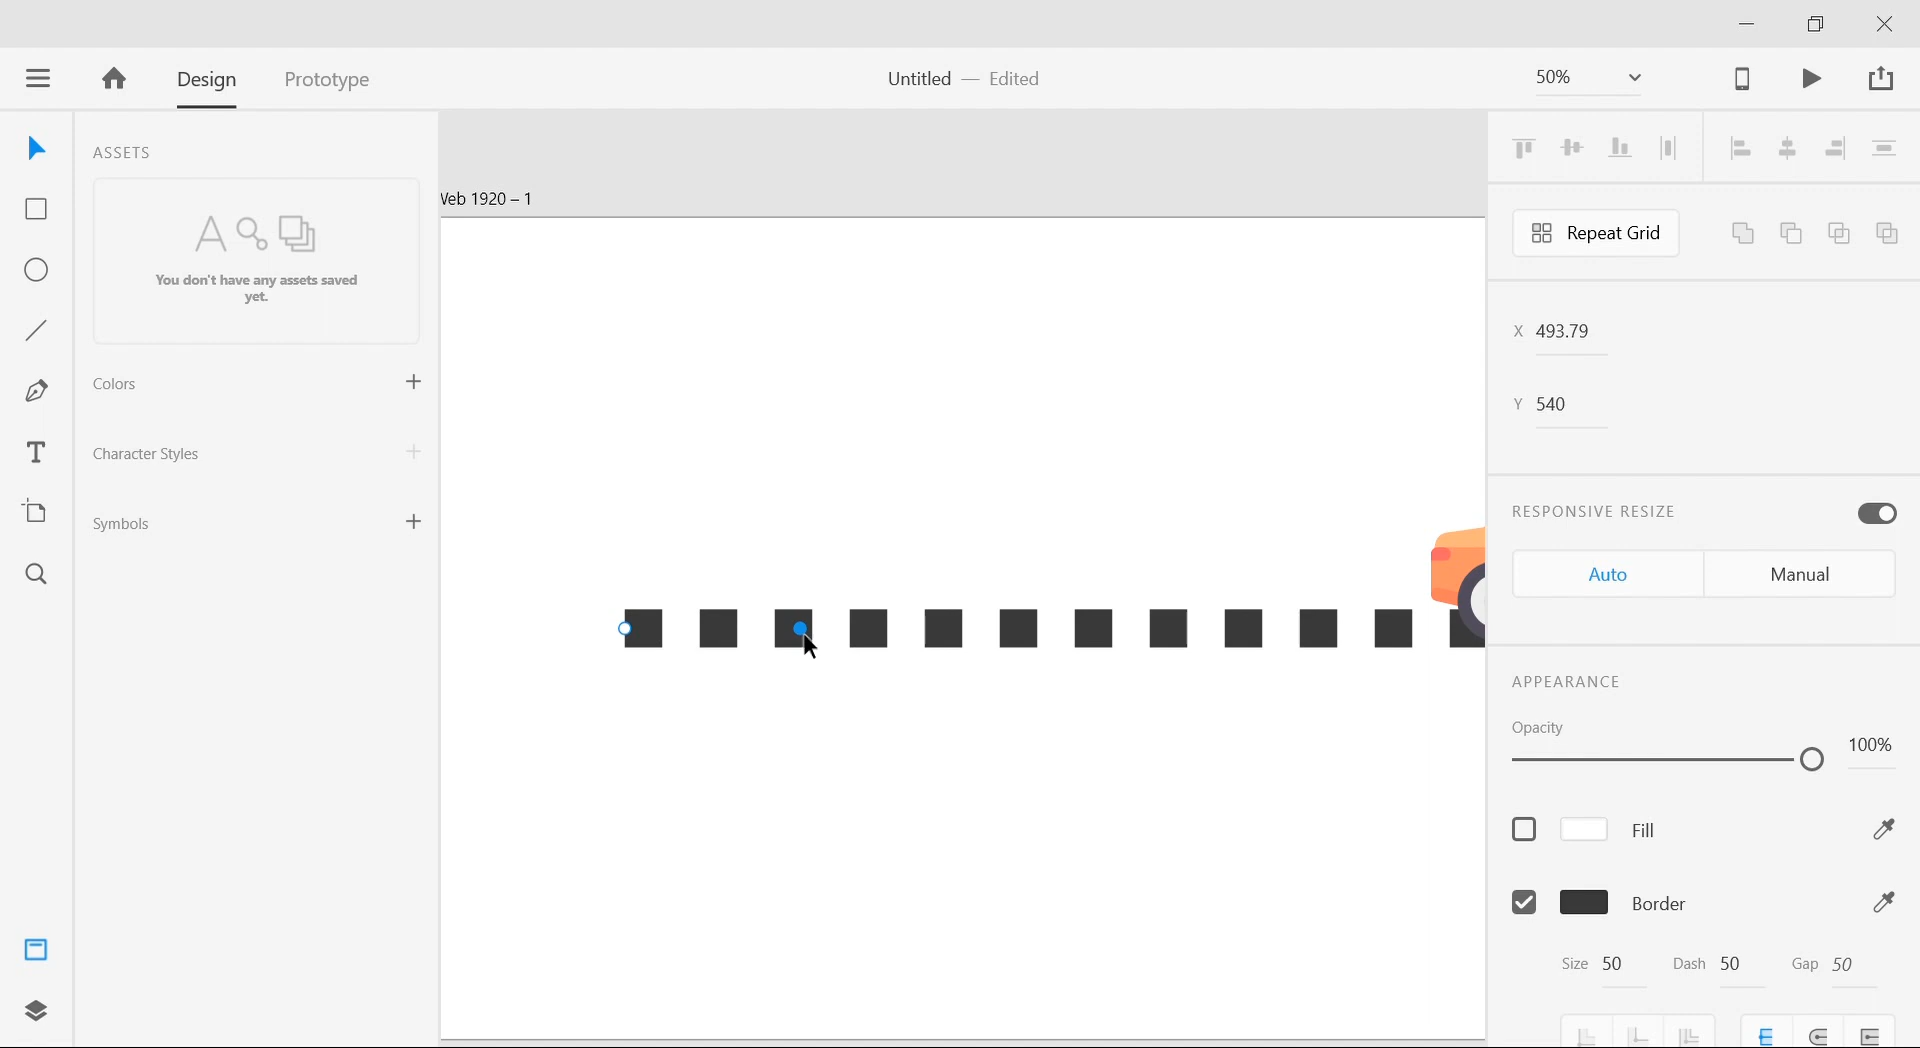 Design
Prototype
Untitled — Edited
50%
ASSETS
You don't have any assets saved
yet.
Colors
Character Styles
Symbols
Veb 1920 – 1
Repeat Grid
X 493.79
Y 540
RESPONSIVE RESIZE
Auto
Manual
APPEARANCE
Opacity
100%
Fill
Border
Size 50
Dash 50
Gap 50